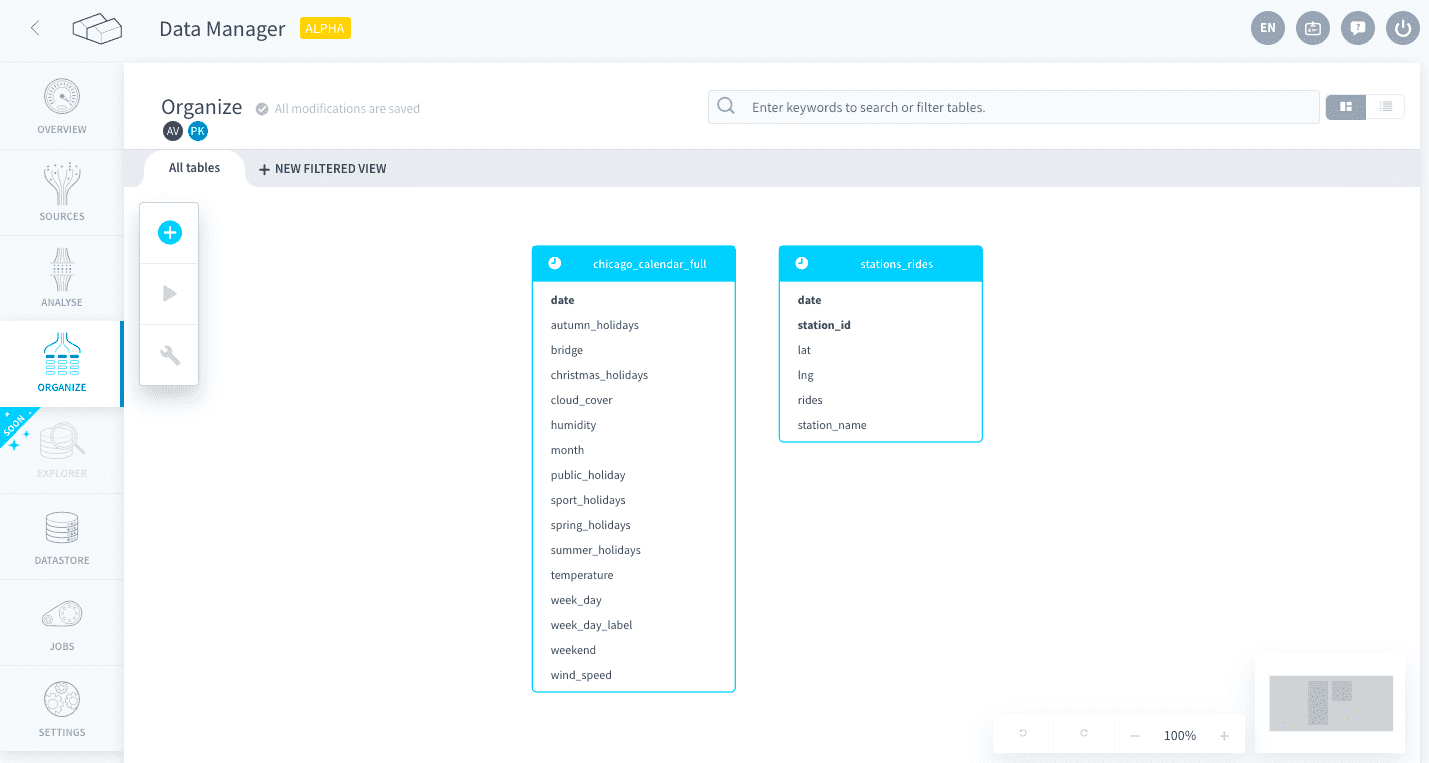 Data Manager
ALPHA
EN
OVERVIEW
SOURCES
ANALYSE
ORGANIZE
SOON
EXPLORER
DATASTORE
JOBS
SETTINGS
Organize
All modifications are saved
AV
PK
Enter keywords to search or filter tables.
All tables
NEW FILTERED VIEW
chicago_calendar_full
date
autumn_holidays
bridge
christmas_holidays
cloud_cover
humidity
month
public_holiday
sport_holidays
spring_holidays
summer_holidays
temperature
week_day
week_day_label
weekend
wind_speed
stations_rides
date
station_id
lat
lng
rides
station_name
100%